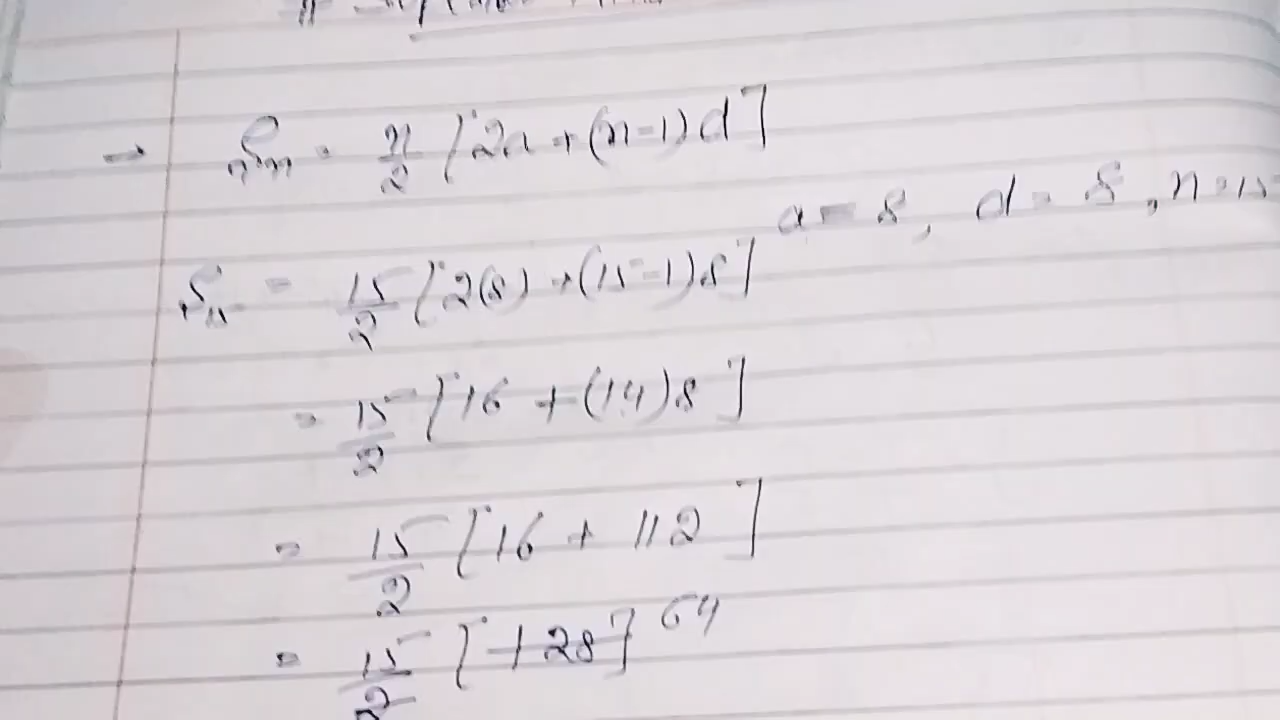 → Sn = n/2 [2a + (n-1)d]
a = 8, d = 8, n = 15
S15 = 15/2 [2(8) + (15-1)8]
= 15/2 [16 + (14)8]
= 15/2 [16 + 112]
= 15/2 [128] 64